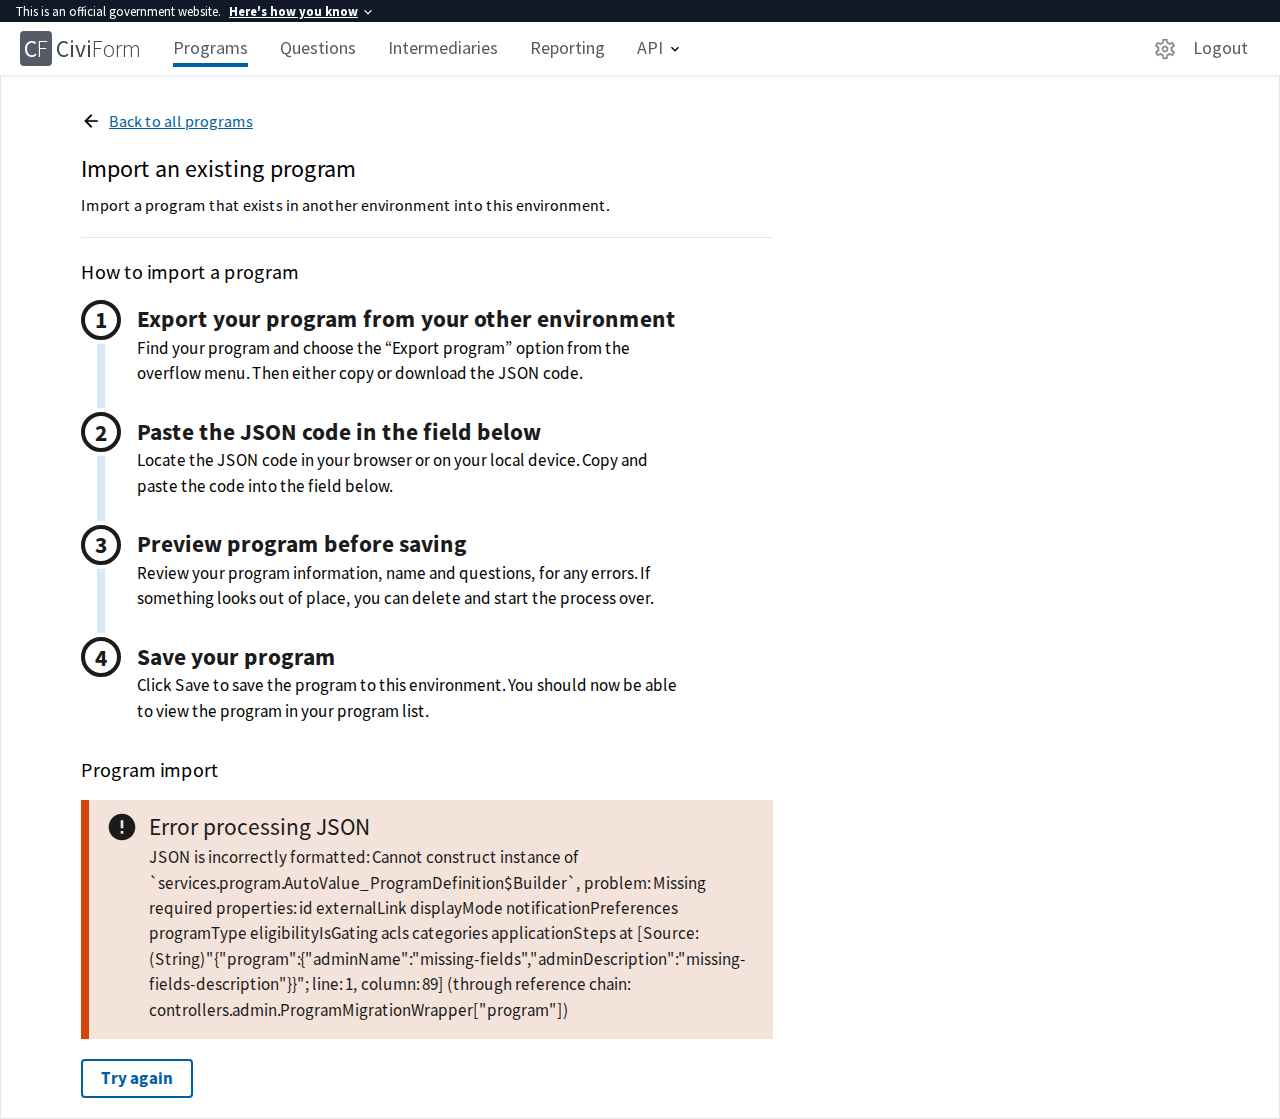 This is an official government website. Here's how you know
CF CiviForm Programs Questions Intermediaries Reporting API Logout
Back to all programs
Import an existing program
Import a program that exists in another environment into this environment.
How to import a program
1 Export your program from your other environment
Find your program and choose the “Export program” option from the
overflow menu. Then either copy or download the JSON code.
2 Paste the JSON code in the field below
Locate the JSON code in your browser or on your local device. Copy and
paste the code into the field below.
3 Preview program before saving
Review your program information, name and questions, for any errors. If
something looks out of place, you can delete and start the process over.
4 Save your program
Click Save to save the program to this environment. You should now be able
to view the program in your program list.
Program import
Error processing JSON
JSON is incorrectly formatted: Cannot construct instance of
`services.program.AutoValue_ProgramDefinition$Builder`, problem: Missing
required properties: id externalLink displayMode notificationPreferences
programType eligibilityIsGating acls categories applicationSteps at [Source:
(String)"{"program":{"adminName":"missing-fields","adminDescription":"missing-
fields-description"}}"; line: 1, column: 89] (through reference chain:
controllers.admin.ProgramMigrationWrapper["program"])
Try again